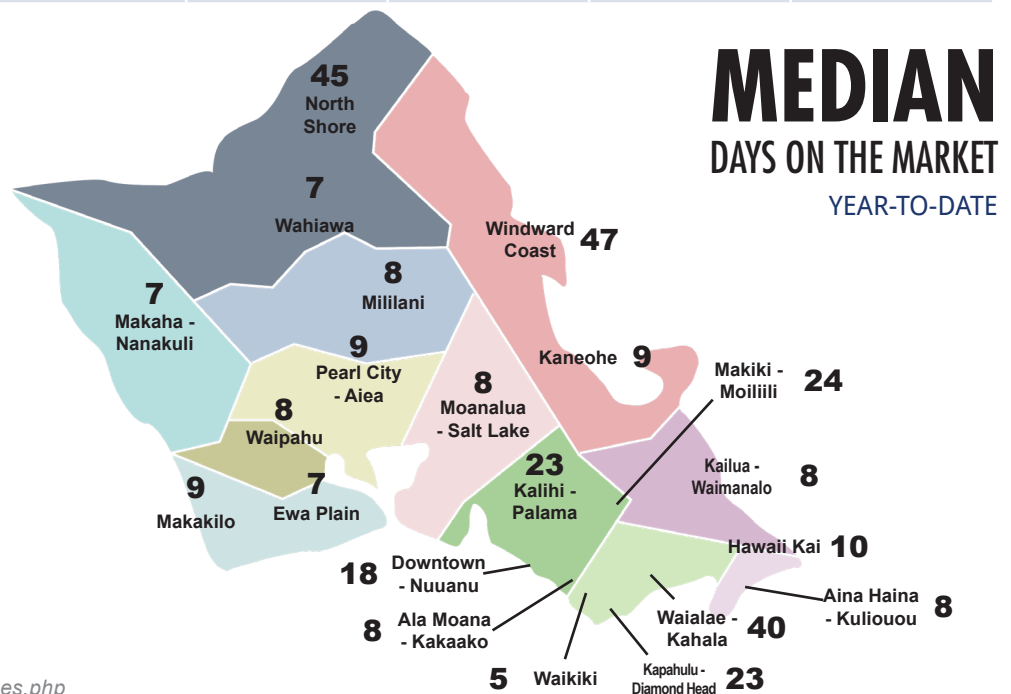 MEDIAN
DAYS ON THE MARKET
YEAR-TO-DATE
45
North
Shore
7
Wahiawa
Windward
Coast 47
8
Mililani
7
Makaha -
Nanakuli
9
Pearl City
- Aiea
Kaneohe 9
Makiki -
Moiliili 24
8
Moanalua
- Salt Lake
8
Waipahu
23
Kalihi -
Palama
Kailua -
Waimanalo 8
9
Makakilo
7
Ewa Plain
Hawaii Kai 10
18 Downtown
- Nuuanu
Aina Haina
- Kuliouou 8
8 Ala Moana
- Kakaako
Waialae -
Kahala 40
5 Waikiki
Kapahulu -
Diamond Head 23
es.php